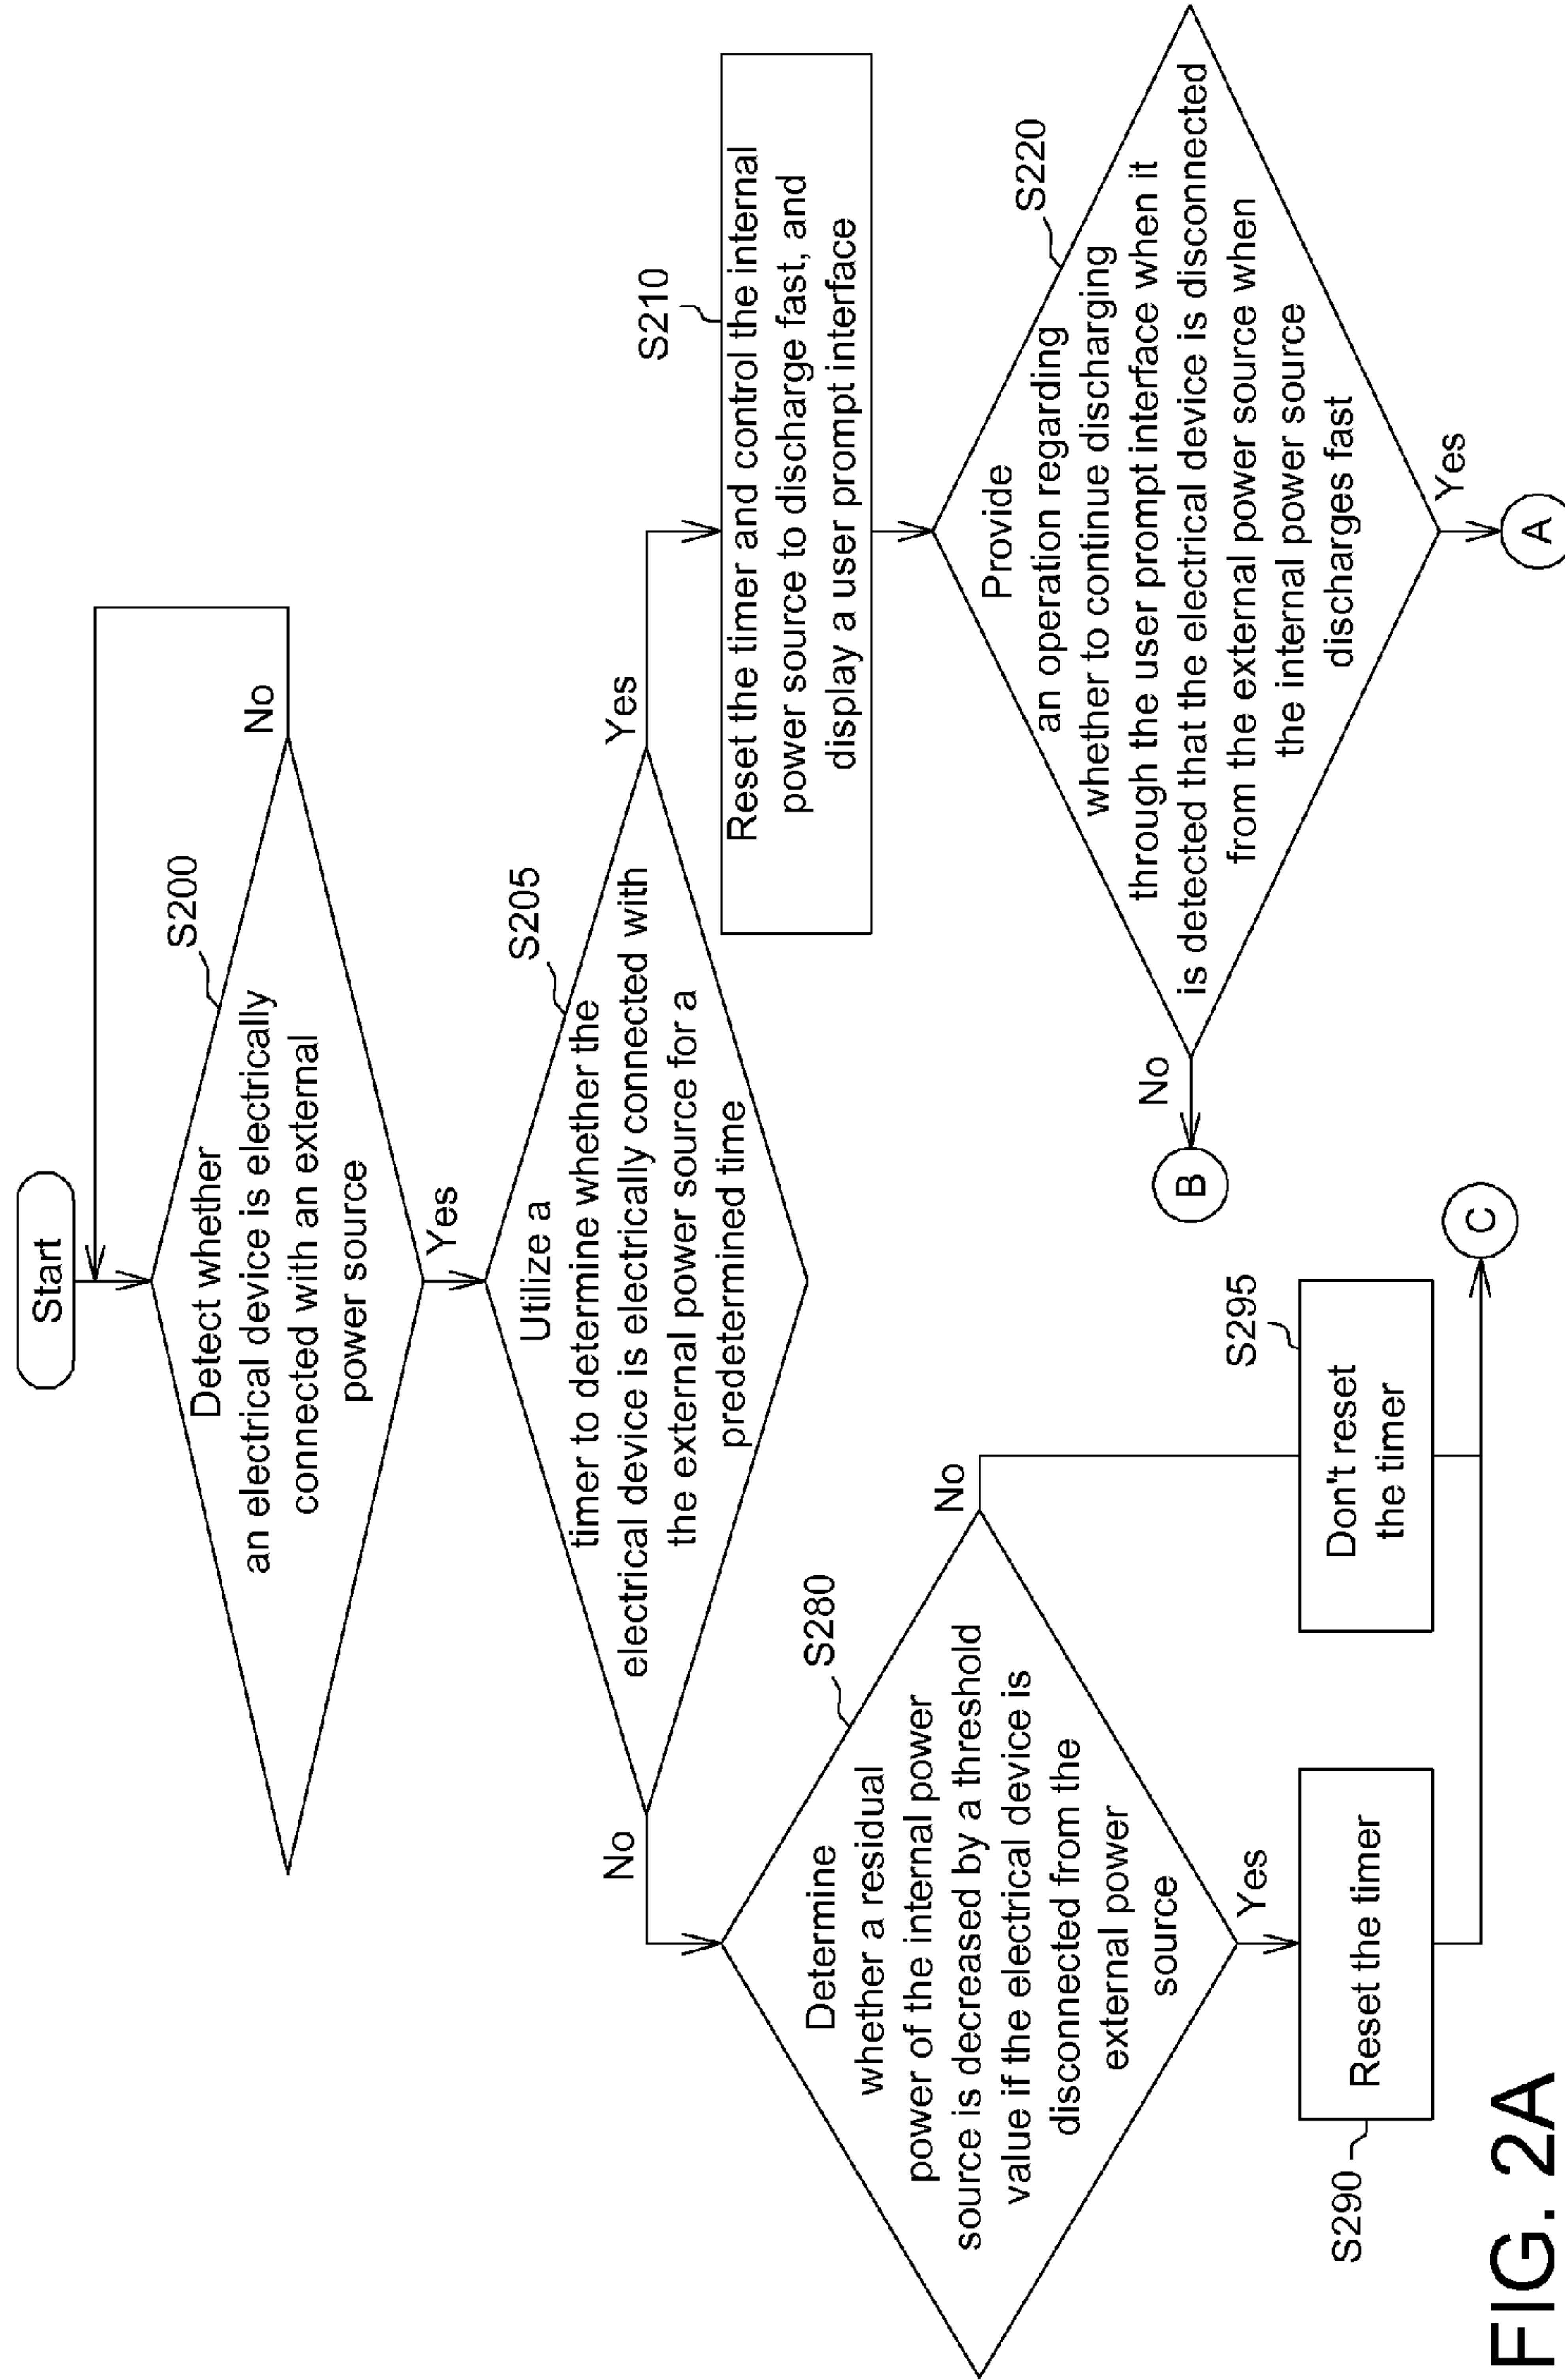 Start
Detect whether
an electrical device is electrically
connected with an external
power source
S200
No
Yes
Utilize a
timer to determine whether the
electrical device is electrically connected with
the external power source for a
predetermined time
S205
No
Yes
Reset the timer and control the internal
power source to discharge fast, and
display a user prompt interface
S210
Determine
whether a residual
power of the internal power
source is decreased by a threshold
value if the electrical device is
disconnected from the
external power
source
S280
No
Yes
Provide
an operation regarding
whether to continue discharging
through the user prompt interface when it
is detected that the electrical device is disconnected
from the external power source when
the internal power source
discharges fast
S220
No
B
Yes
A
S290
Reset the timer
Don't reset
the timer
S295
C
FIG. 2A